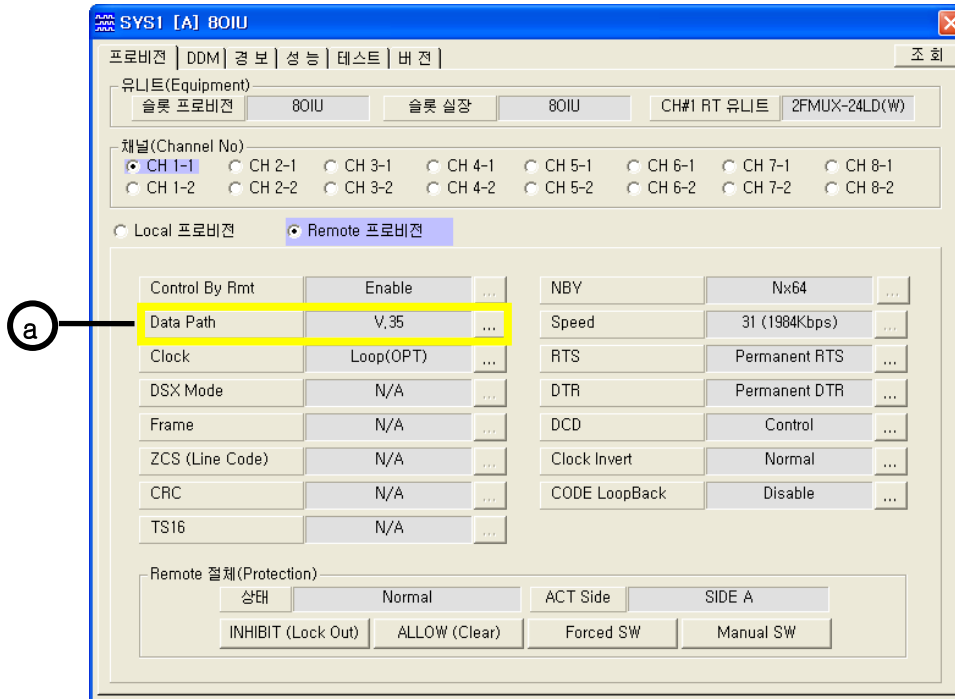 SYS1 [A] 8OIU
프로비전 DDM 경 보 성 능 테스트 버 전 조 회
유니트(Equipment)
슬롯 프로비전 8OIU 슬롯 실장 8OIU CH#1 RT 유니트 2FMUX-24LD(W)
채널(Channel No)
CH 1-1 CH 2-1 CH 3-1 CH 4-1 CH 5-1 CH 6-1 CH 7-1 CH 8-1
CH 1-2 CH 2-2 CH 3-2 CH 4-2 CH 5-2 CH 6-2 CH 7-2 CH 8-2
Local 프로비전 Remote 프로비전
Control By Rmt Enable ... NBY Nx64 ...
a Data Path V.35 ... Speed 31 (1984Kbps) ...
Clock Loop(OPT) ... RTS Permanent RTS ...
DSX Mode N/A ... DTR Permanent DTR ...
Frame N/A ... DCD Control ...
ZCS (Line Code) N/A ... Clock Invert Normal ...
CRC N/A ... CODE LoopBack Disable ...
TS16 N/A ...
Remote 절체(Protection)
상태 Normal ACT Side SIDE A
INHIBIT (Lock Out) ALLOW (Clear) Forced SW Manual SW